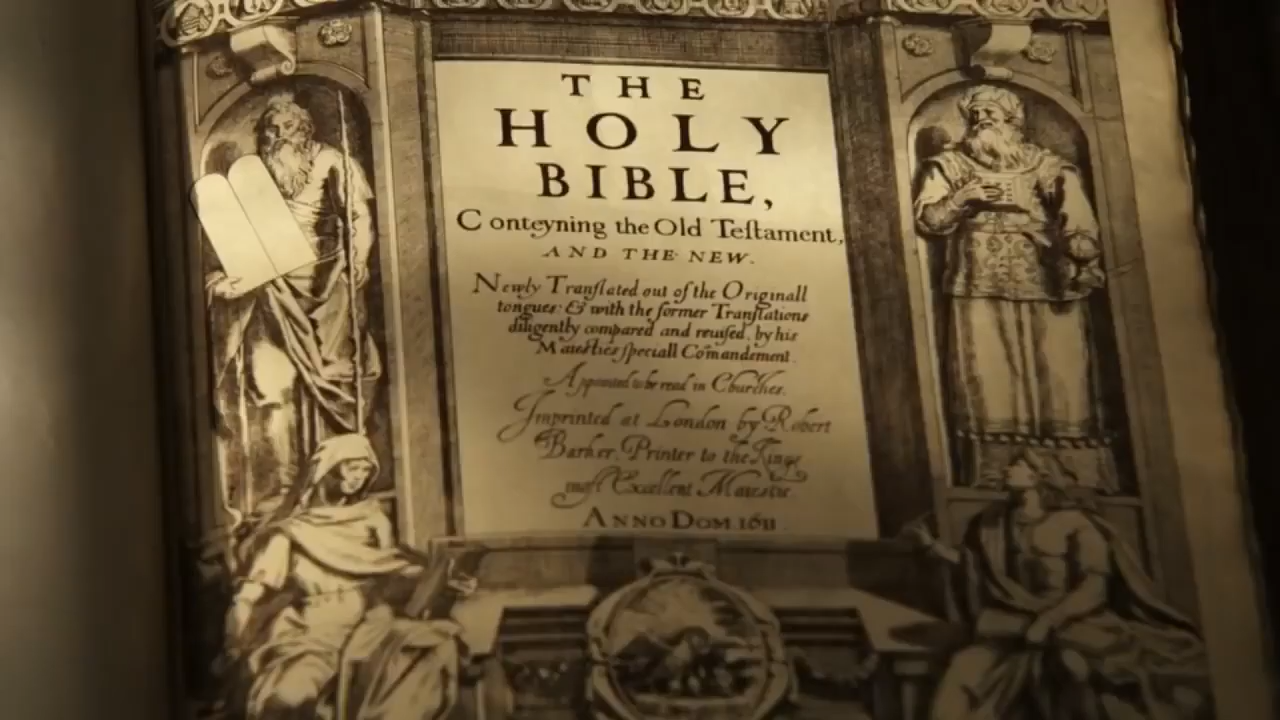 THE
HOLY
BIBLE,
Conteyning the Old Teſtament,
AND THE NEW.
Newly Tranſlated out of the Originall
tongues: & with the former Tranſlations
diligently compared and reuiſed, by his
Maieſties ſpeciall Cõmandement.
Appointed to be read in Churches.
Imprinted at London by Robert
Barker, Printer to the Kings
moſt Excellent Maieſtie.
ANNO DOM. 1611